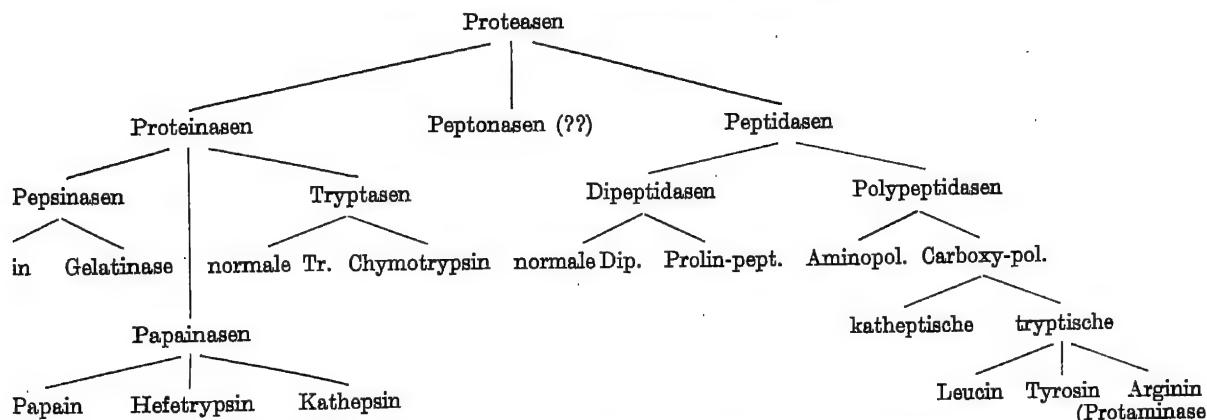 Proteasen
Proteinasen Peptonasen (??) Peptidasen
Pepsinasen Tryptasen Dipeptidasen Polypeptidasen
in Gelatinase normale Tr. Chymotrypsin normale Dip. Prolin-pept. Aminopol. Carboxy-pol.
Papainasen katheptische tryptische
Papain Hefetrypsin Kathepsin Leucin Tyrosin Arginin
(Protaminase